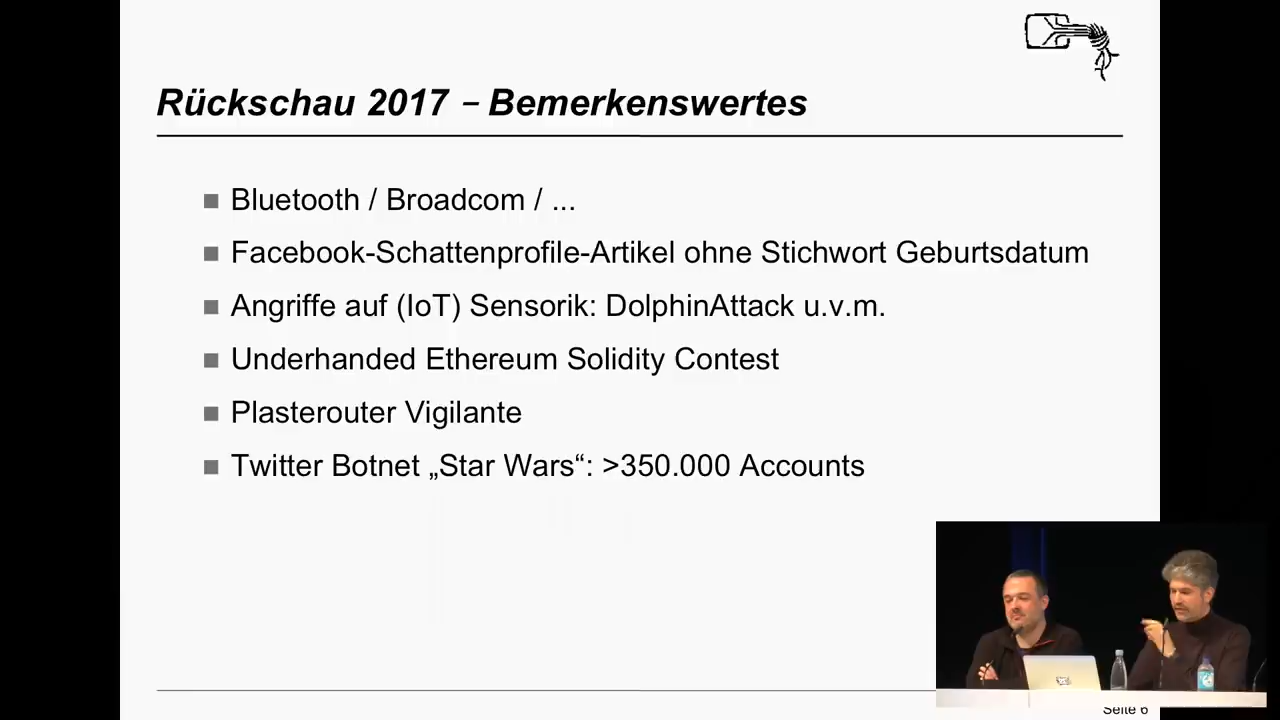 Rückschau 2017 – Bemerkenswertes
Bluetooth / Broadcom / ...
Facebook-Schattenprofile-Artikel ohne Stichwort Geburtsdatum
Angriffe auf (IoT) Sensorik: DolphinAttack u.v.m.
Underhanded Ethereum Solidity Contest
Plasterouter Vigilante
Twitter Botnet „Star Wars“: >350.000 Accounts
Seite 6